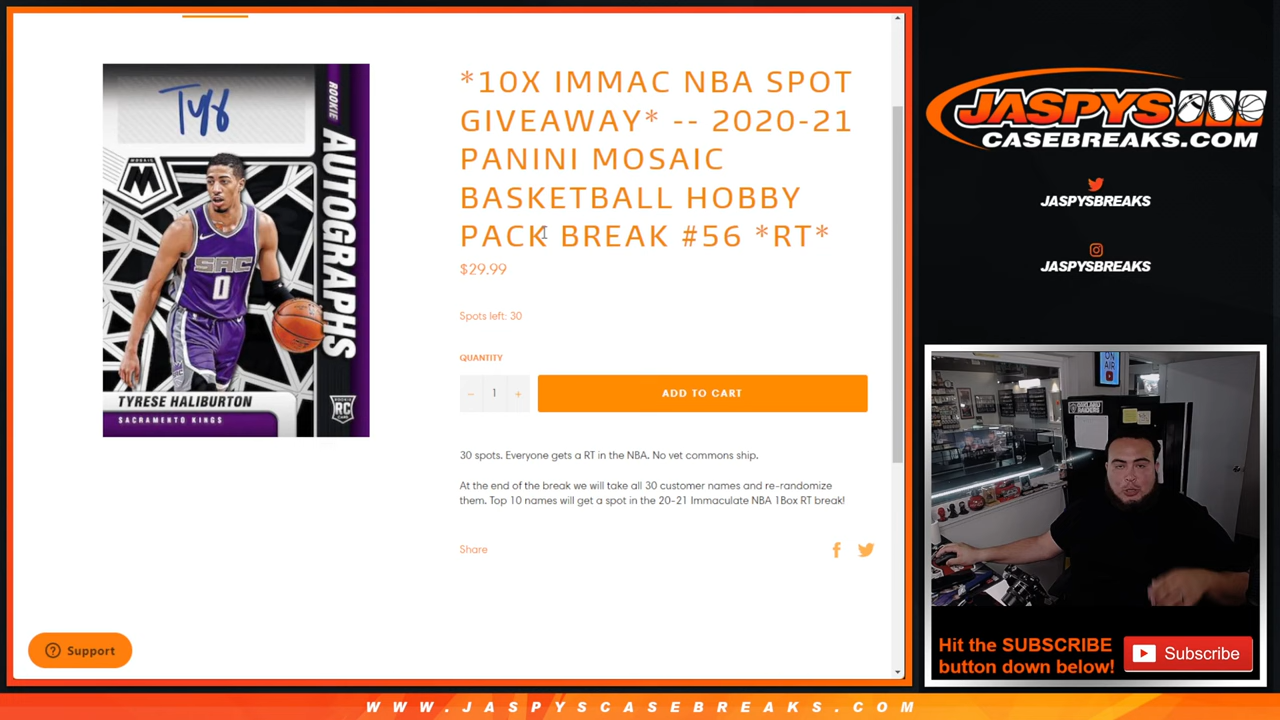 *10X IMMAC NBA SPOT
GIVEAWAY* -- 2020-21
PANINI MOSAIC
BASKETBALL HOBBY
PACK BREAK #56 *RT*
$29.99
Spots left: 30
QUANTITY
− 1 +
ADD TO CART
30 spots. Everyone gets a RT in the NBA. No vet commons ship.
At the end of the break we will take all 30 customer names and re-randomize
them. Top 10 names will get a spot in the 20-21 Immaculate NBA 1Box RT break!
Share
ROOKIE
AUTOGRAPHS
MOSAIC
M
SAC
0
TYRESE HALIBURTON
SACRAMENTO KINGS
ROOKIE
RC
CARD
Support
JASPYS
CASEBREAKS.COM
JASPYSBREAKS
JASPYSBREAKS
ON
AIR
Hit the SUBSCRIBE
button down below!
Subscribe
WWW.JASPYSCASEBREAKS.COM